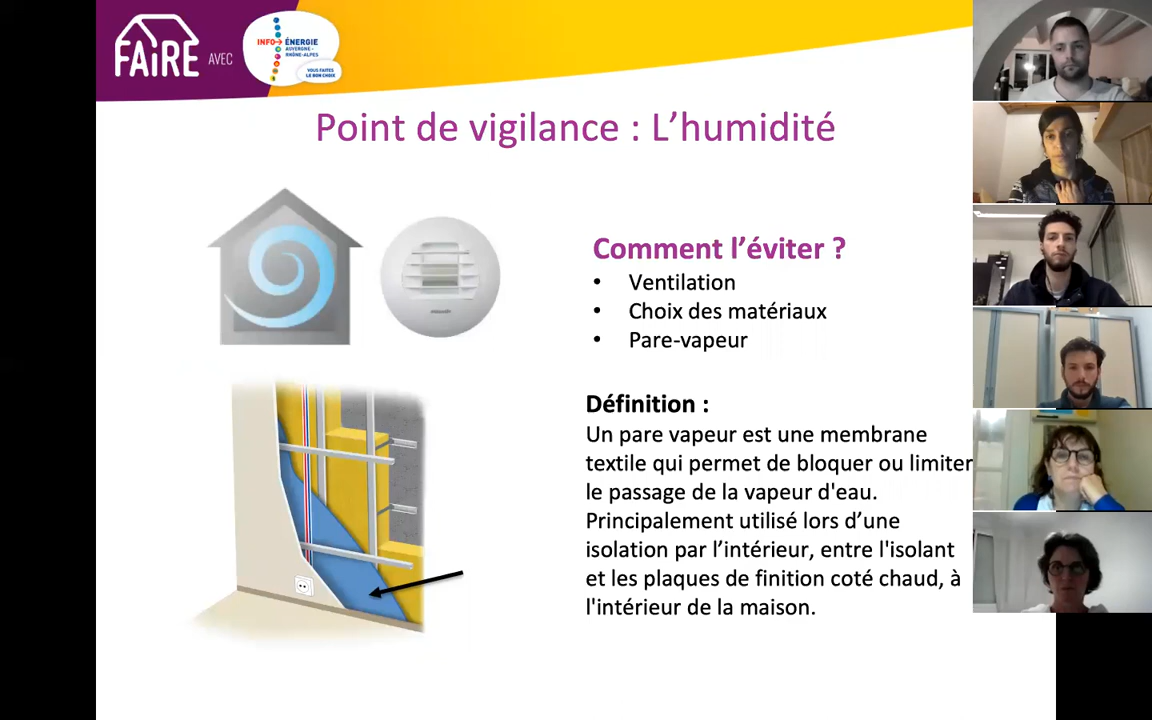 FAiRE AVEC
INFO→ ÉNERGIE
AUVERGNE-
RHÔNE-ALPES
VOUS FAITES
LE BON CHOIX
Point de vigilance : L’humidité
Comment l’éviter ?
• Ventilation
• Choix des matériaux
• Pare-vapeur
Définition :
Un pare vapeur est une membrane
textile qui permet de bloquer ou limiter
le passage de la vapeur d'eau.
Principalement utilisé lors d’une
isolation par l’intérieur, entre l'isolant
et les plaques de finition coté chaud, à
l'intérieur de la maison.